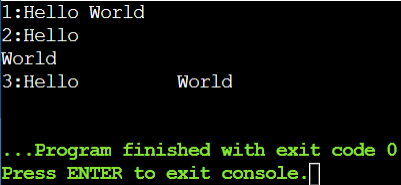 1:Hello World
2:Hello
World
3:Hello        World
...Program finished with exit code 0
Press ENTER to exit console.